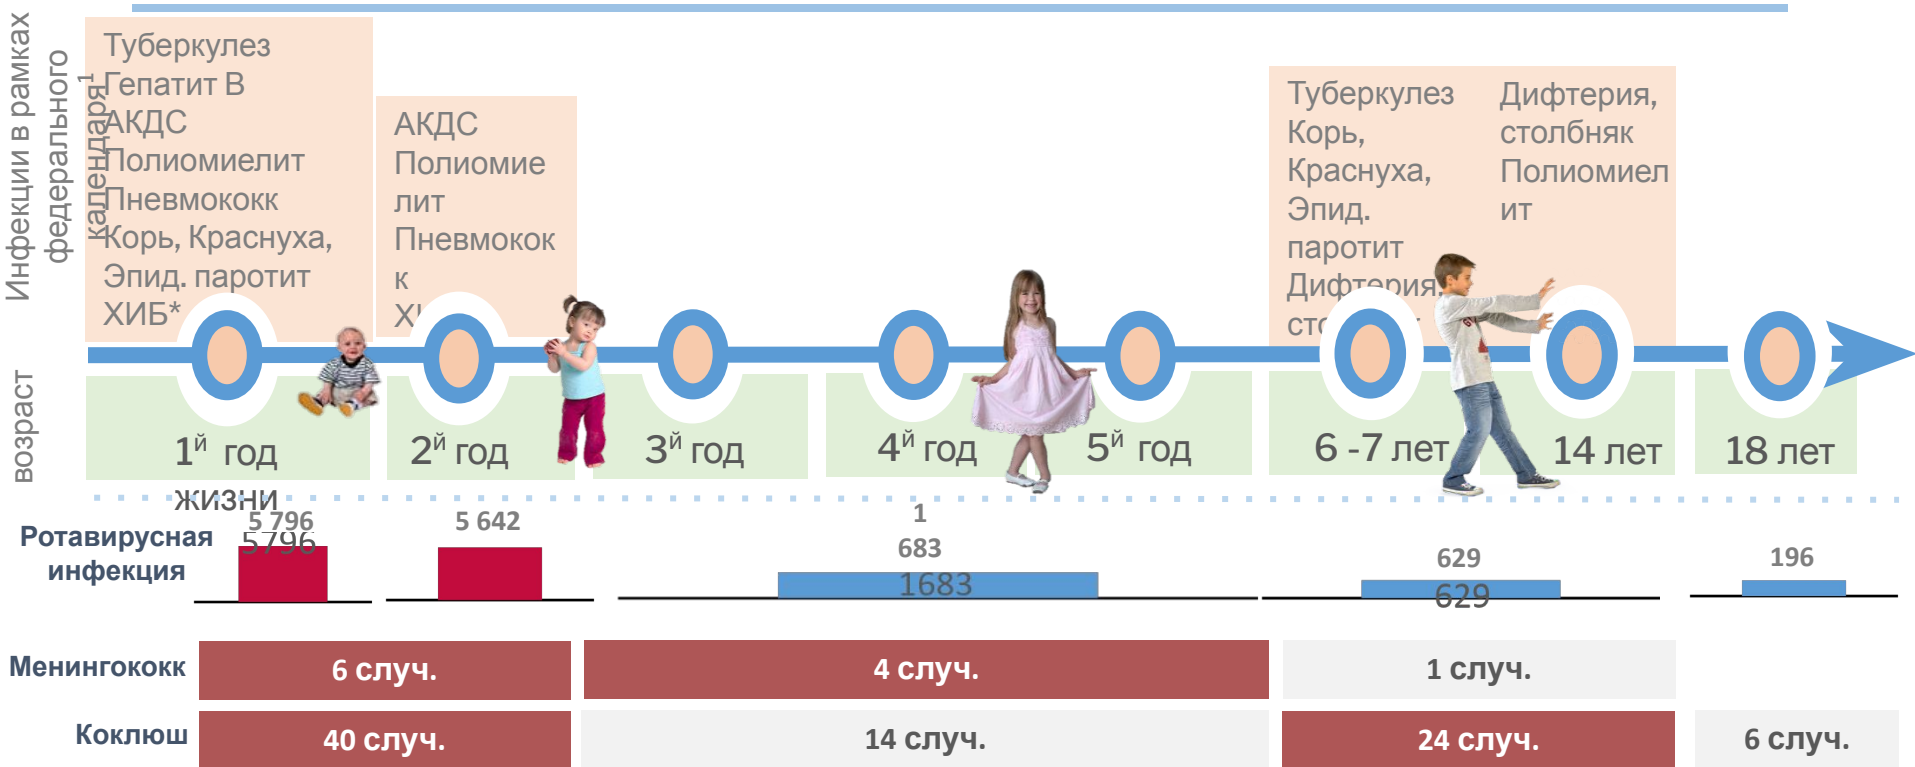 Инфекции в рамках
федерального
календаря¹
Туберкулез
Гепатит В
АКДС
Полиомиелит
Пневмококк
Корь, Краснуха,
Эпид. паротит
ХИБ*
АКДС
Полиомие
лит
Пневмокок
к
Туберкулез
Корь,
Краснуха,
Эпид.
паротит
Дифтерия,
Дифтерия,
столбняк
Полиомиел
ит
возраст
1й год
жизни
2й год
3й год
4й год
5й год
6 -7 лет
14 лет
18 лет
Ротавирусная
инфекция
5 796
5796
5 642
1
683
1683
629
629
196
Менингококк
6 случ.
4 случ.
1 случ.
Коклюш
40 случ.
14 случ.
24 случ.
6 случ.